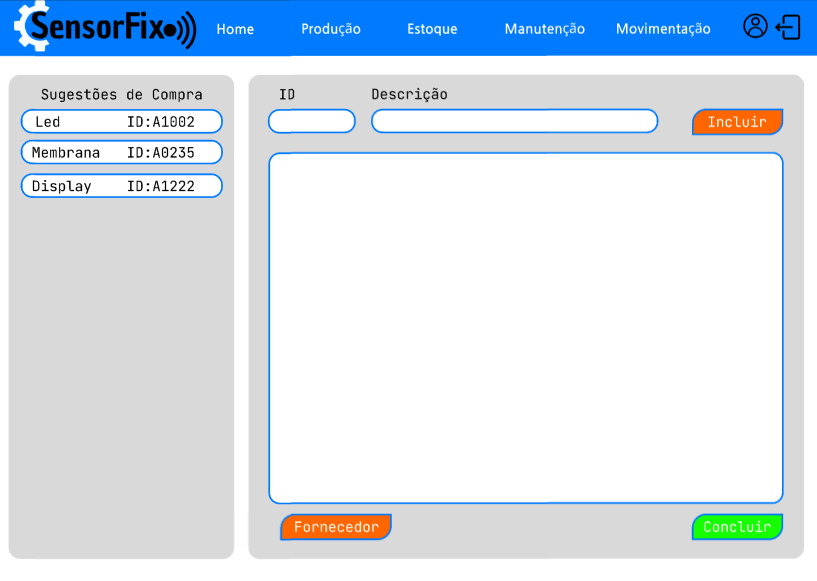 SensorFix
Home Produção Estoque Manutenção Movimentação
Sugestões de Compra
Led ID:A1002
Membrana ID:A0235
Display ID:A1222
ID Descrição
Incluir
Fornecedor
Concluir